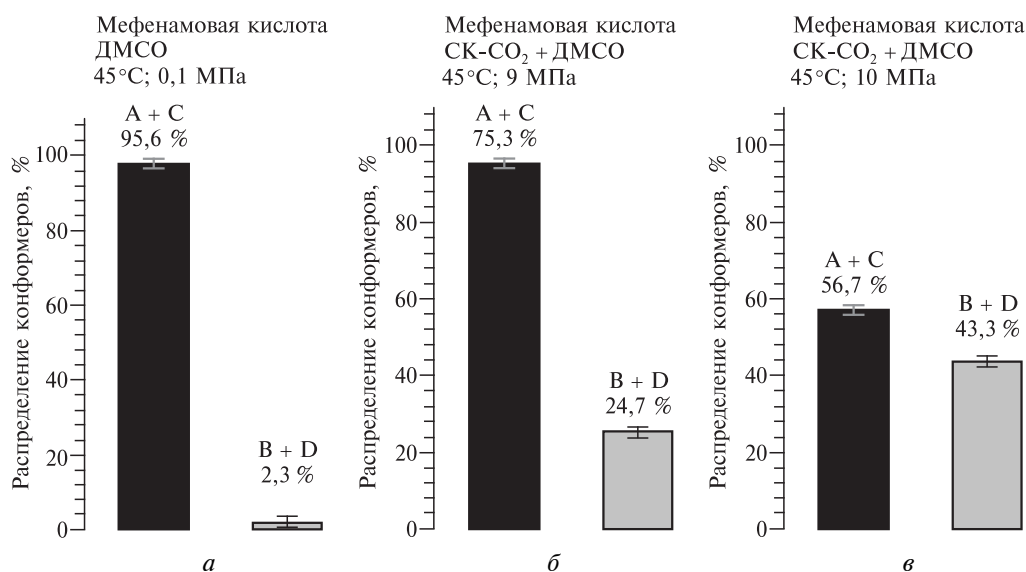 Мефенамовая кислота
ДМСО
45°C; 0,1 МПа
Распределение конформеров, %
100
80
60
40
20
0
A + C
95,6 %
B + D
2,3 %
а
Мефенамовая кислота
СК-CO₂ + ДМСО
45°C; 9 МПа
Распределение конформеров, %
100
80
60
40
20
0
A + C
75,3 %
B + D
24,7 %
б
Мефенамовая кислота
СК-CO₂ + ДМСО
45°C; 10 МПа
Распределение конформеров, %
100
80
60
40
20
0
A + C
56,7 %
B + D
43,3 %
в